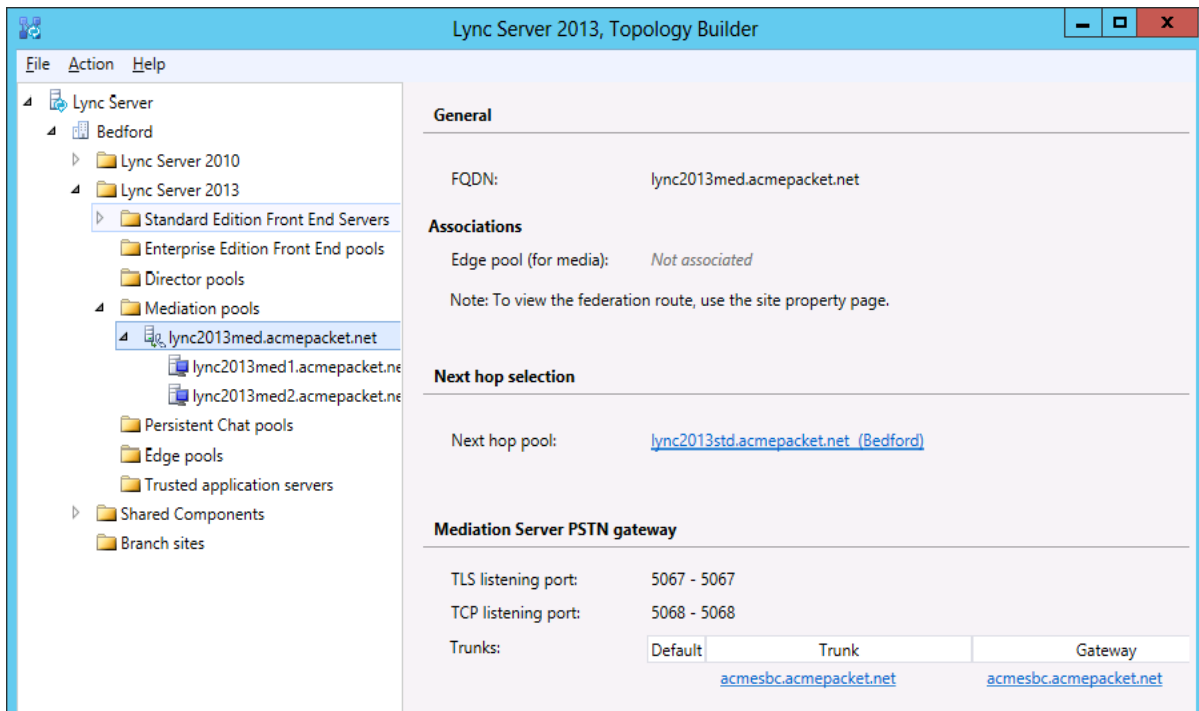 Lync Server 2013, Topology Builder
x
File Action Help
Lync Server
Bedford
Lync Server 2010
Lync Server 2013
Standard Edition Front End Servers
Enterprise Edition Front End pools
Director pools
Mediation pools
lync2013med.acmepacket.net
lync2013med1.acmepacket.ne
lync2013med2.acmepacket.ne
Persistent Chat pools
Edge pools
Trusted application servers
Shared Components
Branch sites
General
FQDN: lync2013med.acmepacket.net
Associations
Edge pool (for media): Not associated
Note: To view the federation route, use the site property page.
Next hop selection
Next hop pool: lync2013std.acmepacket.net (Bedford)
Mediation Server PSTN gateway
TLS listening port: 5067 - 5067
TCP listening port: 5068 - 5068
Trunks: Default Trunk Gateway
acmesbc.acmepacket.net acmesbc.acmepacket.net